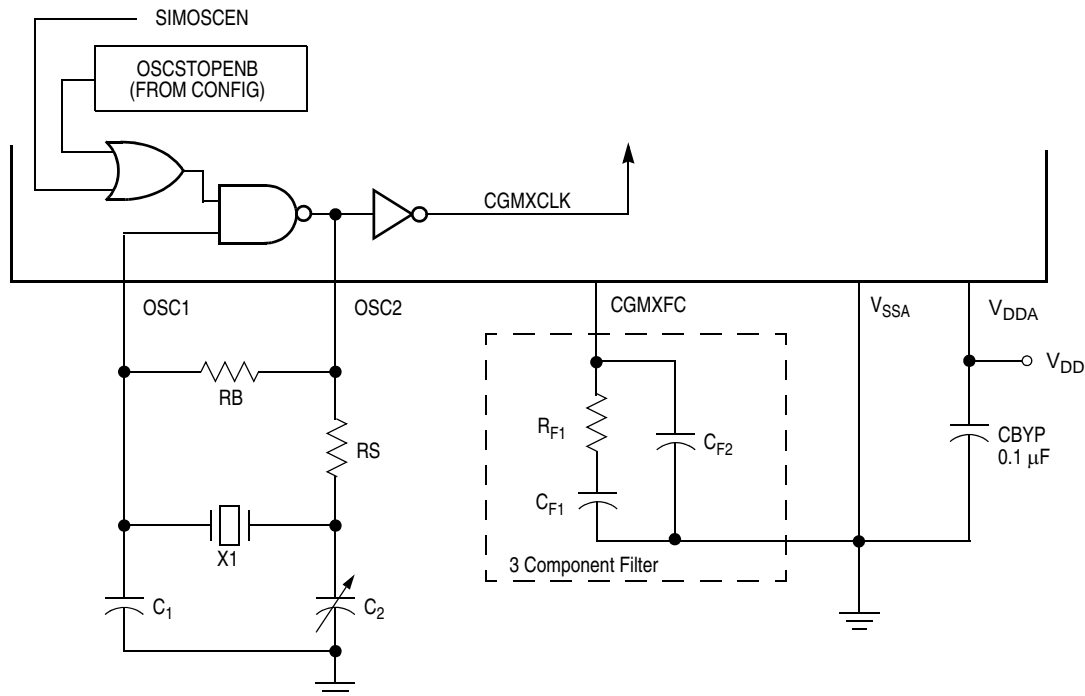 SIMOSCEN
OSCSTOPENB
(FROM CONFIG)
CGMXCLK
OSC1
OSC2
CGMXFC
VSSA
VDDA
VDD
RB
RS
RF1
CF2
CF1
CBYP
0.1 μF
X1
3 Component Filter
C1
C2